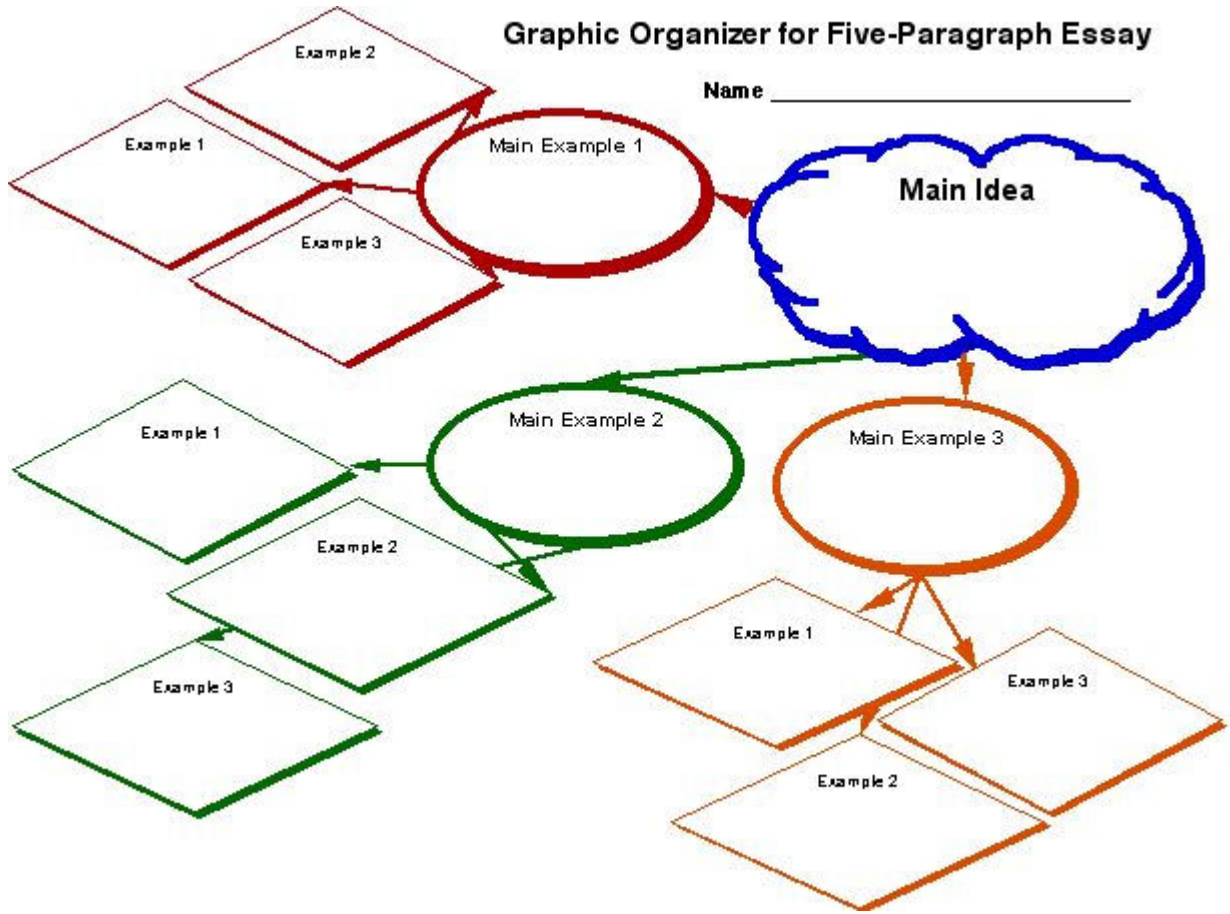 Graphic Organizer for Five-Paragraph Essay
Name
Main Idea
Main Example 1
Example 1
Example 2
Example 3
Main Example 2
Example 1
Example 2
Example 3
Main Example 3
Example 1
Example 2
Example 3